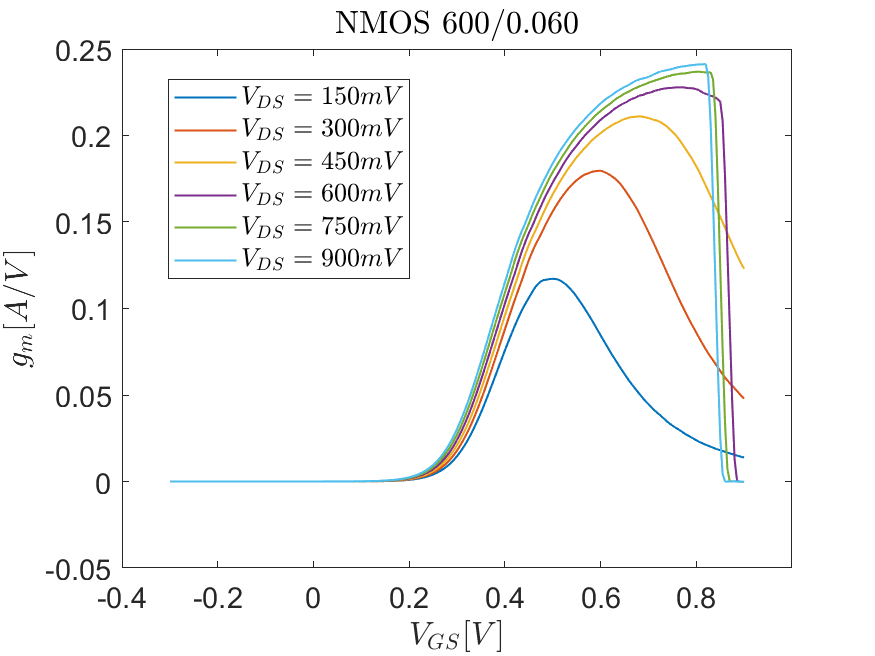 NMOS 600/0.060
0.25
0.2
0.15
0.1
0.05
0
-0.05
g_m[A/V]
V_DS = 150mV
V_DS = 300mV
V_DS = 450mV
V_DS = 600mV
V_DS = 750mV
V_DS = 900mV
-0.4 -0.2 0 0.2 0.4 0.6 0.8
V_GS[V]